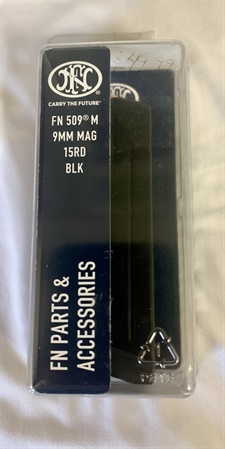 FN
CARRY THE FUTURE®
FN 509® M
9MM MAG
15RD
BLK
FN PARTS &
ACCESSORIES